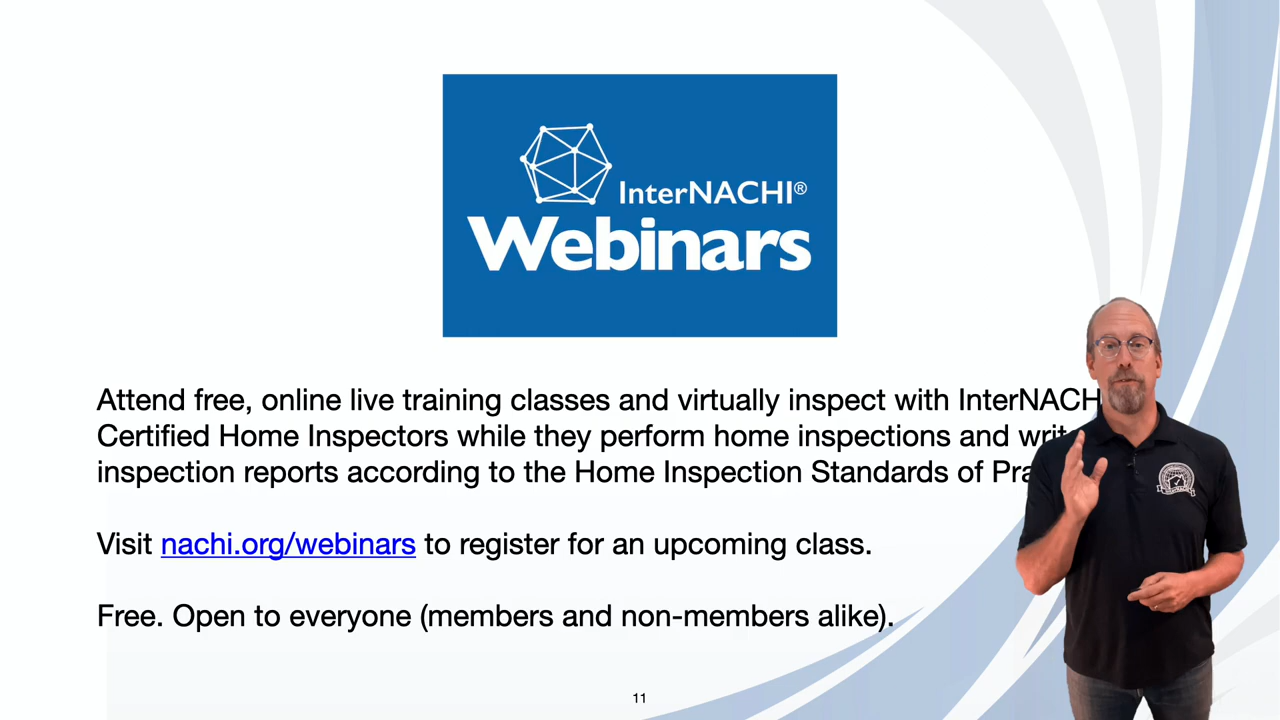 InterNACHI®
Webinars
Attend free, online live training classes and virtually inspect with InterNACH
Certified Home Inspectors while they perform home inspections and write
inspection reports according to the Home Inspection Standards of Pra
Visit nachi.org/webinars to register for an upcoming class.
Free. Open to everyone (members and non-members alike).
11